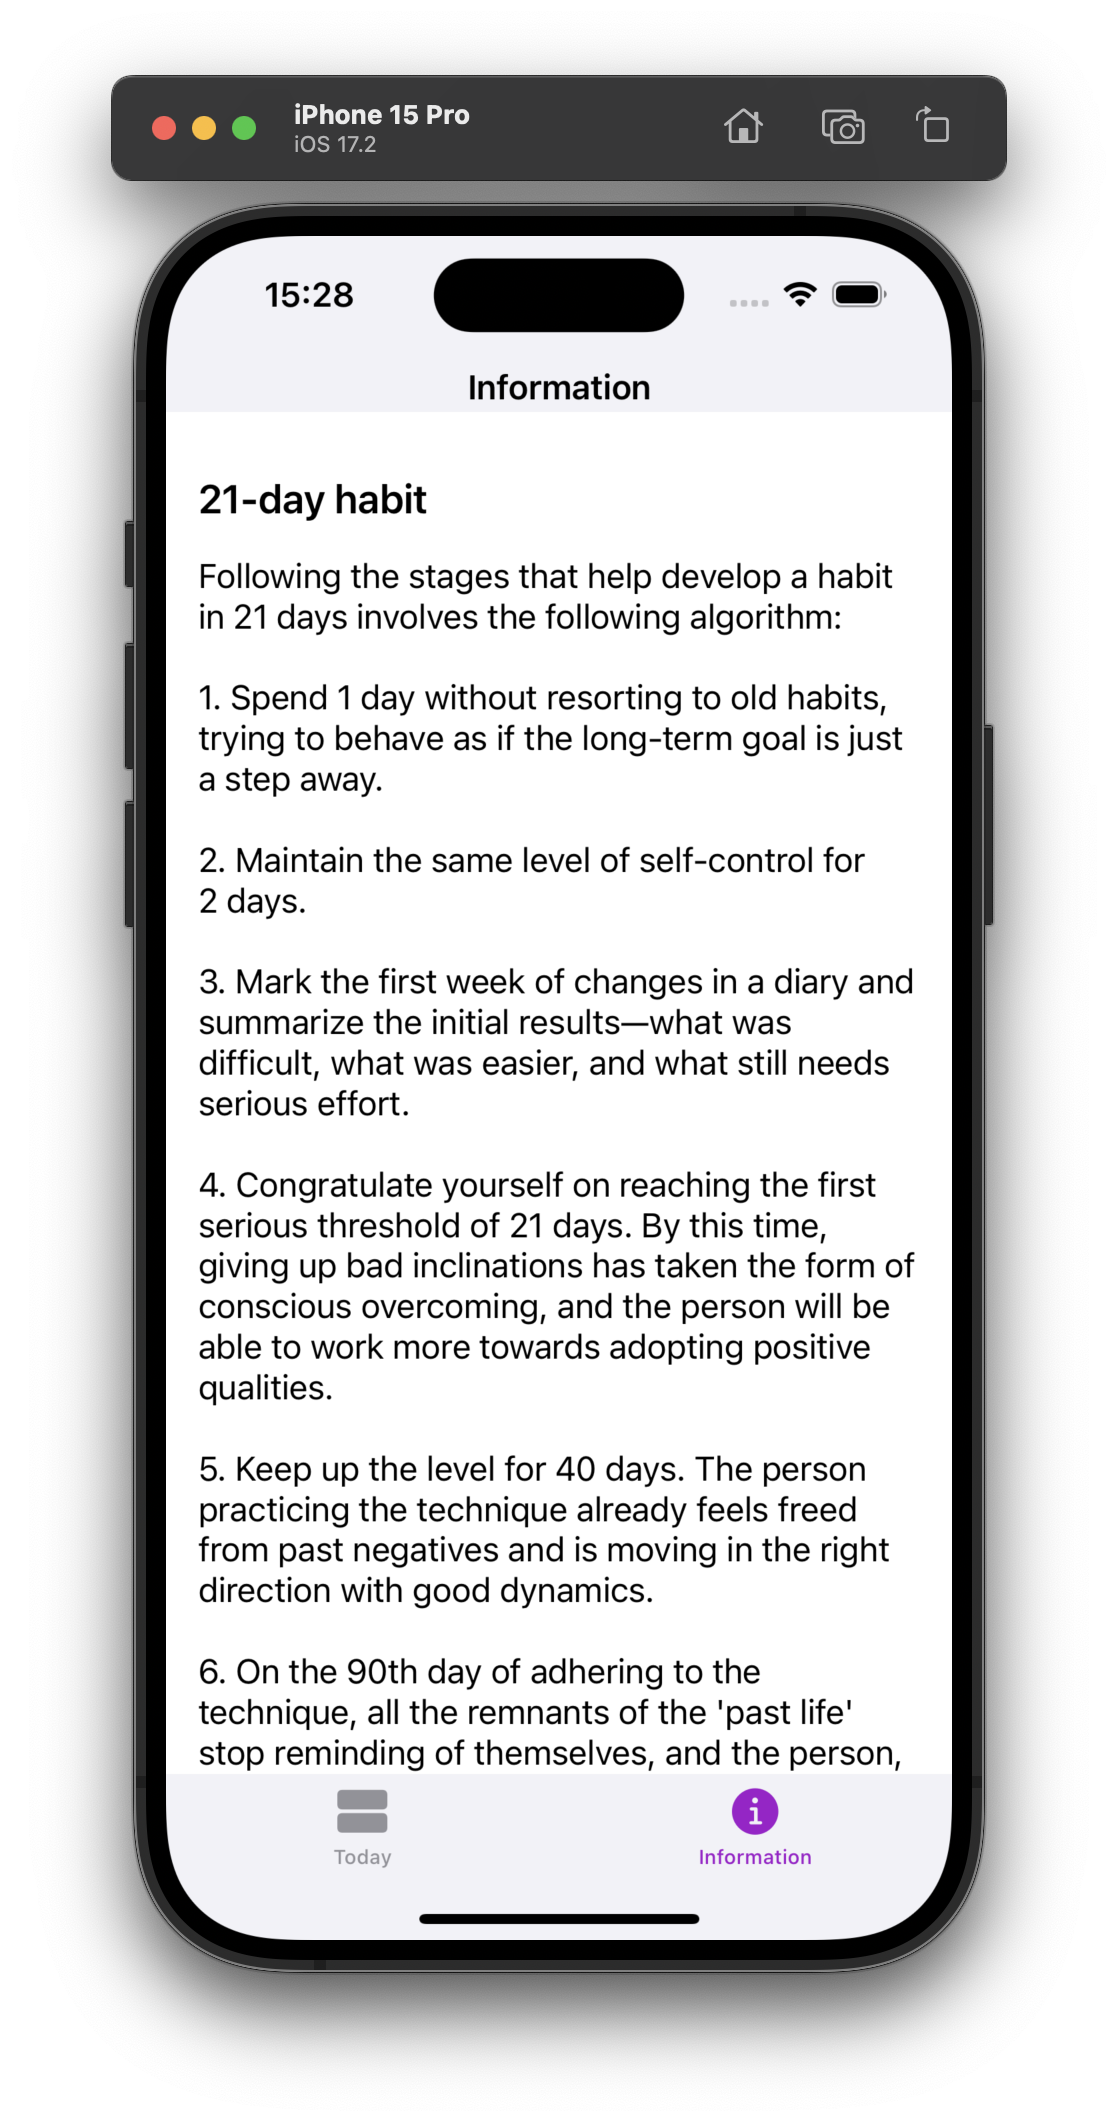 iPhone 15 Pro
iOS 17.2
15:28
Information
21-day habit
Following the stages that help develop a habit
in 21 days involves the following algorithm:
1. Spend 1 day without resorting to old habits,
trying to behave as if the long-term goal is just
a step away.
2. Maintain the same level of self-control for
2 days.
3. Mark the first week of changes in a diary and
summarize the initial results—what was
difficult, what was easier, and what still needs
serious effort.
4. Congratulate yourself on reaching the first
serious threshold of 21 days. By this time,
giving up bad inclinations has taken the form of
conscious overcoming, and the person will be
able to work more towards adopting positive
qualities.
5. Keep up the level for 40 days. The person
practicing the technique already feels freed
from past negatives and is moving in the right
direction with good dynamics.
6. On the 90th day of adhering to the
technique, all the remnants of the 'past life'
stop reminding of themselves, and the person,
Today
Information